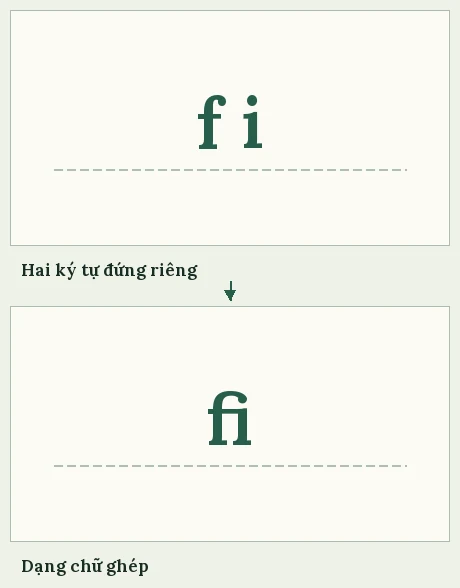 f i
Hai ký tự đứng riêng
fi
Dạng chữ ghép